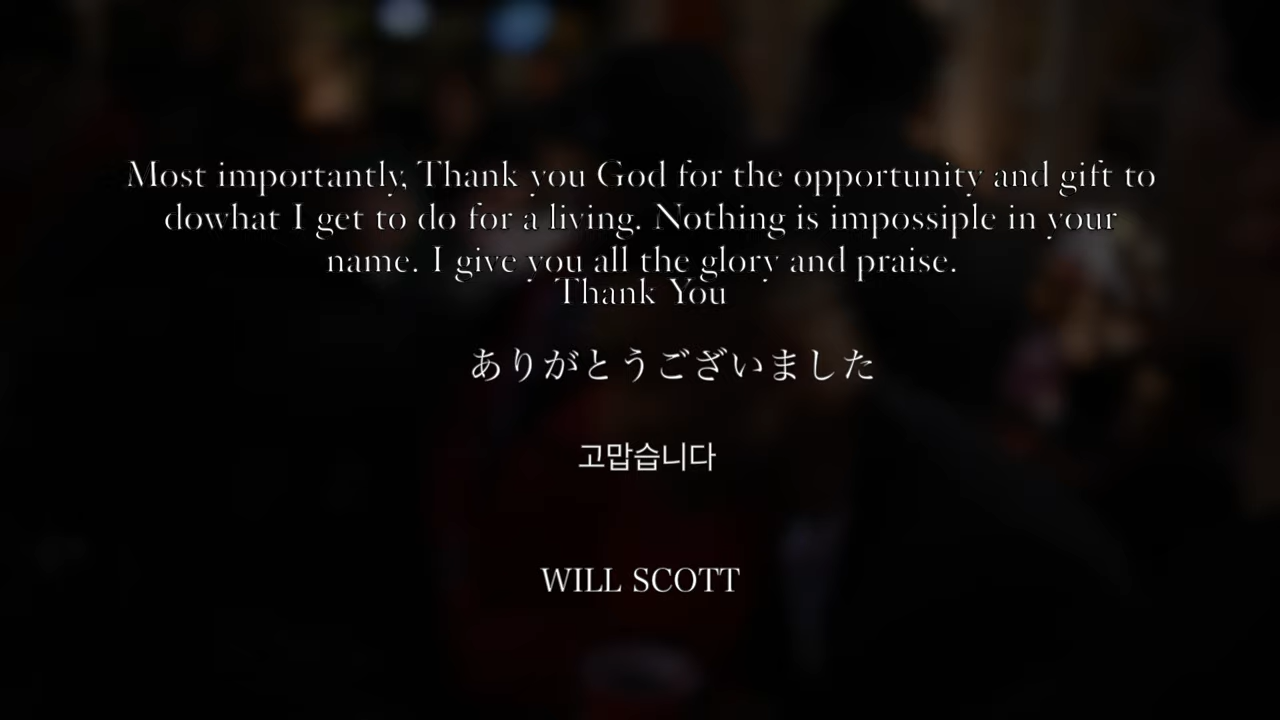 Most importantly, Thank you God for the opportunity and gift to
dowhat I get to do for a living. Nothing is impossiple in your
name. I give you all the glory and praise.
Thank You
ありがとうございました
고맙습니다
WILL SCOTT